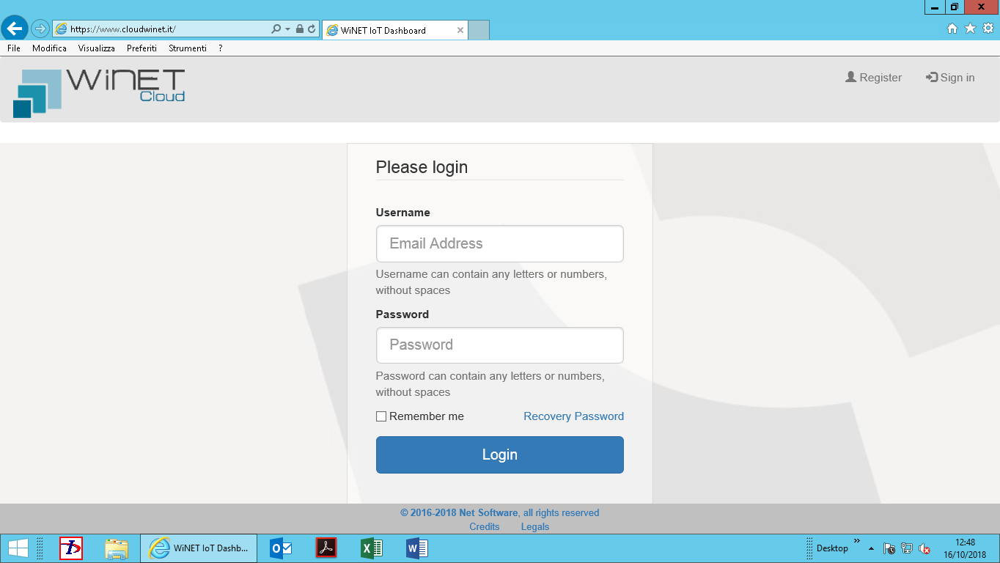 https://www.cloudwinet.it/
WiNET IoT Dashboard
File Modifica Visualizza Preferiti Strumenti ?
WiNET
Cloud
Register Sign in
Please login
Username
Email Address
Username can contain any letters or numbers,
without spaces
Password
Password
Password can contain any letters or numbers,
without spaces
Remember me Recovery Password
Login
© 2016-2018 Net Software, all rights reserved
Credits Legals
WiNET IoT Dashb...
Desktop
12:48
16/10/2018